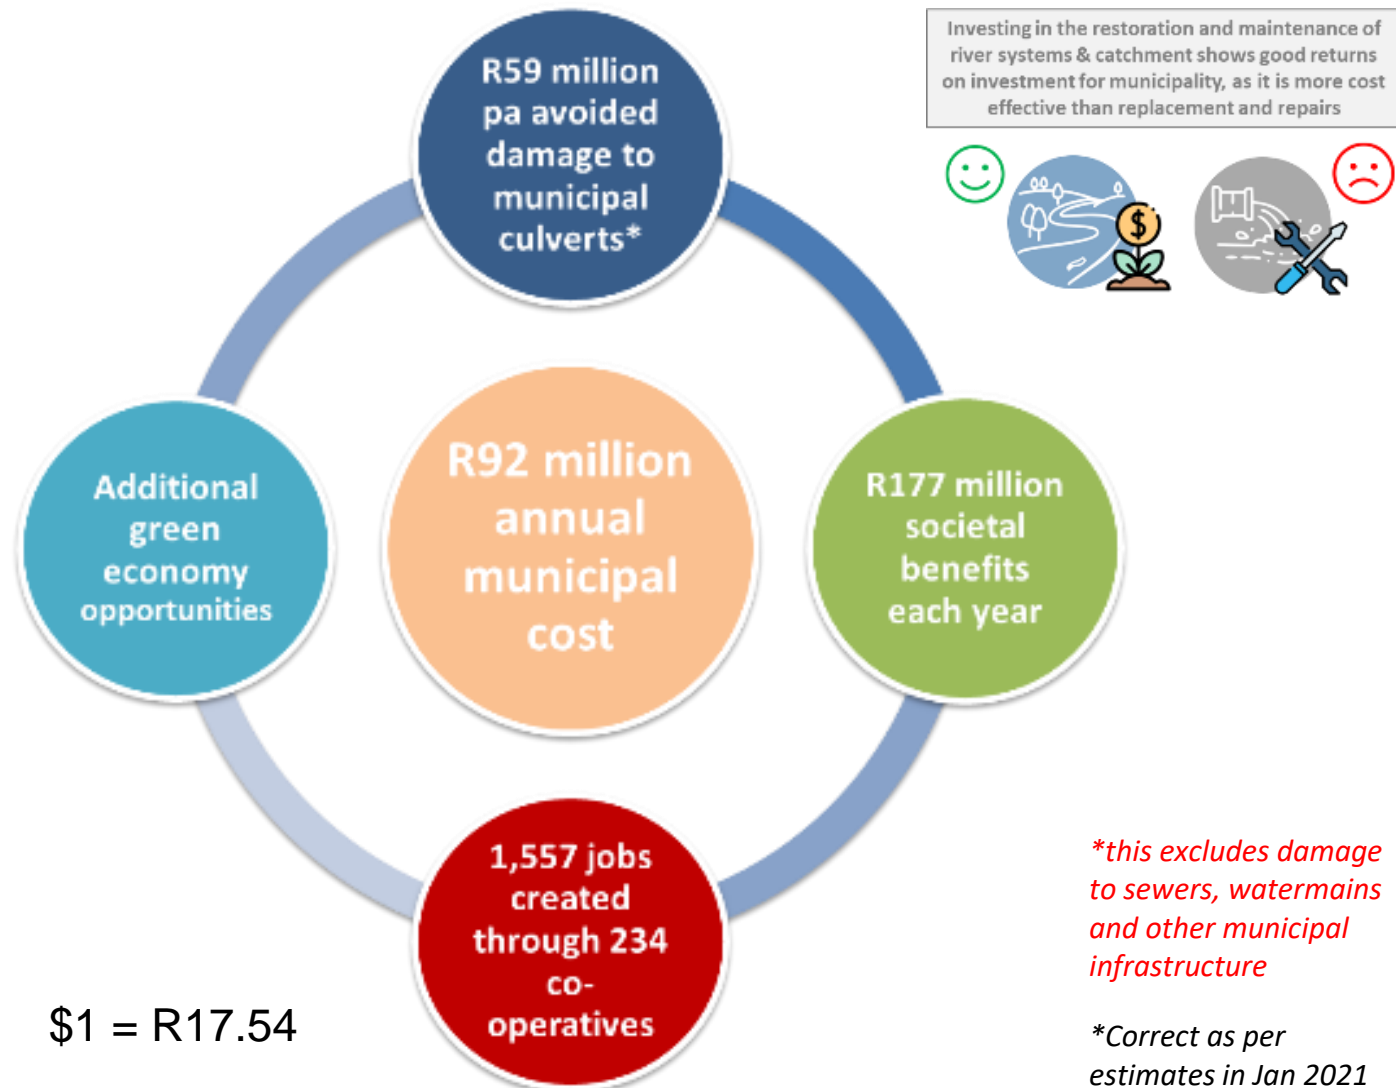 Investing in the restoration and maintenance of
river systems & catchment shows good returns
on investment for municipality, as it is more cost
effective than replacement and repairs
$
R59 million
pa avoided
damage to
municipal
culverts*
Additional
green
economy
opportunities
R92 million
annual
municipal
cost
R177 million
societal
benefits
each year
1,557 jobs
created
through 234
co-
operatives
*this excludes damage
to sewers, watermains
and other municipal
infrastructure
$1 = R17.54
*Correct as per
estimates in Jan 2021